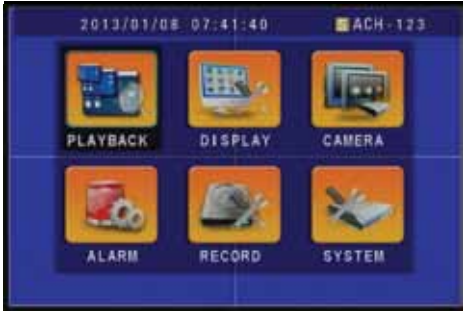 2013/01/08 07:41:40 S ACH-123
PLAYBACK DISPLAY CAMERA
ALARM RECORD SYSTEM